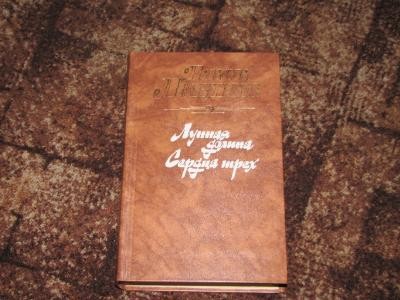 Джек
Лондон
Лунная
долина
Сердца трех